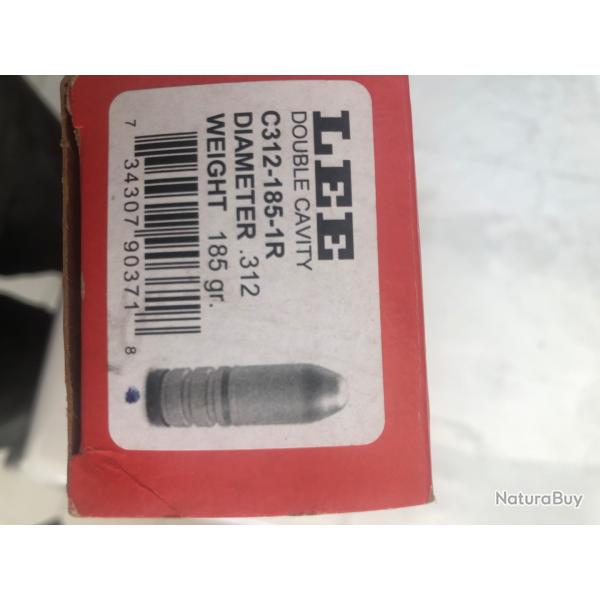 LEE
DOUBLE CAVITY
C312-185-1R
DIAMETER .312
WEIGHT 185 gr.
7 34307 90371 8
NaturaBuy